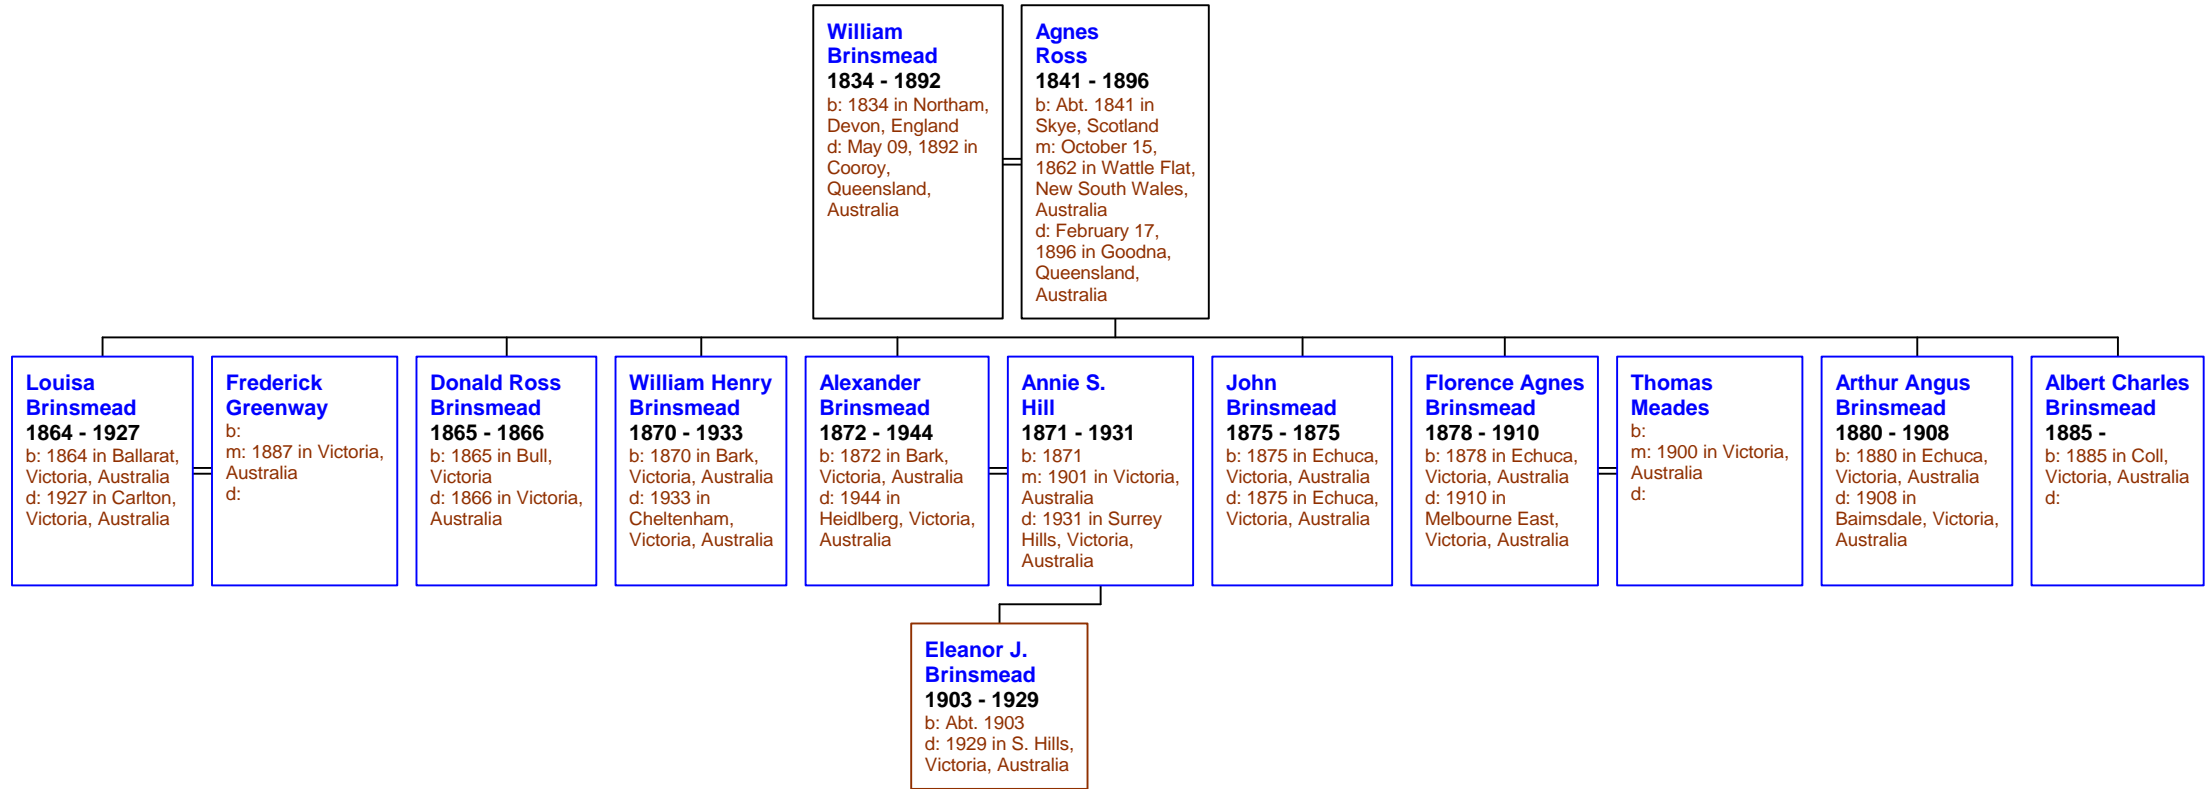 William
Brinsmead
1834 - 1892
b: 1834 in Northam,
Devon, England
d: May 09, 1892 in
Cooroy,
Queensland,
Australia
Agnes
Ross
1841 - 1896
b: Abt. 1841 in
Skye, Scotland
m: October 15,
1862 in Wattle Flat,
New South Wales,
Australia
d: February 17,
1896 in Goodna,
Queensland,
Australia
Louisa
Brinsmead
1864 - 1927
b: 1864 in Ballarat,
Victoria, Australia
d: 1927 in Carlton,
Victoria, Australia
Frederick
Greenway
b:
m: 1887 in Victoria,
Australia
d:
Donald Ross
Brinsmead
1865 - 1866
b: 1865 in Bull,
Victoria
d: 1866 in Victoria,
Australia
William Henry
Brinsmead
1870 - 1933
b: 1870 in Bark,
Victoria, Australia
d: 1933 in
Cheltenham,
Victoria, Australia
Alexander
Brinsmead
1872 - 1944
b: 1872 in Bark,
Victoria, Australia
d: 1944 in
Heidlberg, Victoria,
Australia
Annie S.
Hill
1871 - 1931
b: 1871
m: 1901 in Victoria,
Australia
d: 1931 in Surrey
Hills, Victoria,
Australia
John
Brinsmead
1875 - 1875
b: 1875 in Echuca,
Victoria, Australia
d: 1875 in Echuca,
Victoria, Australia
Florence Agnes
Brinsmead
1878 - 1910
b: 1878 in Echuca,
Victoria, Australia
d: 1910 in
Melbourne East,
Victoria, Australia
Thomas
Meades
b:
m: 1900 in Victoria,
Australia
d:
Arthur Angus
Brinsmead
1880 - 1908
b: 1880 in Echuca,
Victoria, Australia
d: 1908 in
Baimsdale, Victoria,
Australia
Albert Charles
Brinsmead
1885 -
b: 1885 in Coll,
Victoria, Australia
d:
Eleanor J.
Brinsmead
1903 - 1929
b: Abt. 1903
d: 1929 in S. Hills,
Victoria, Australia